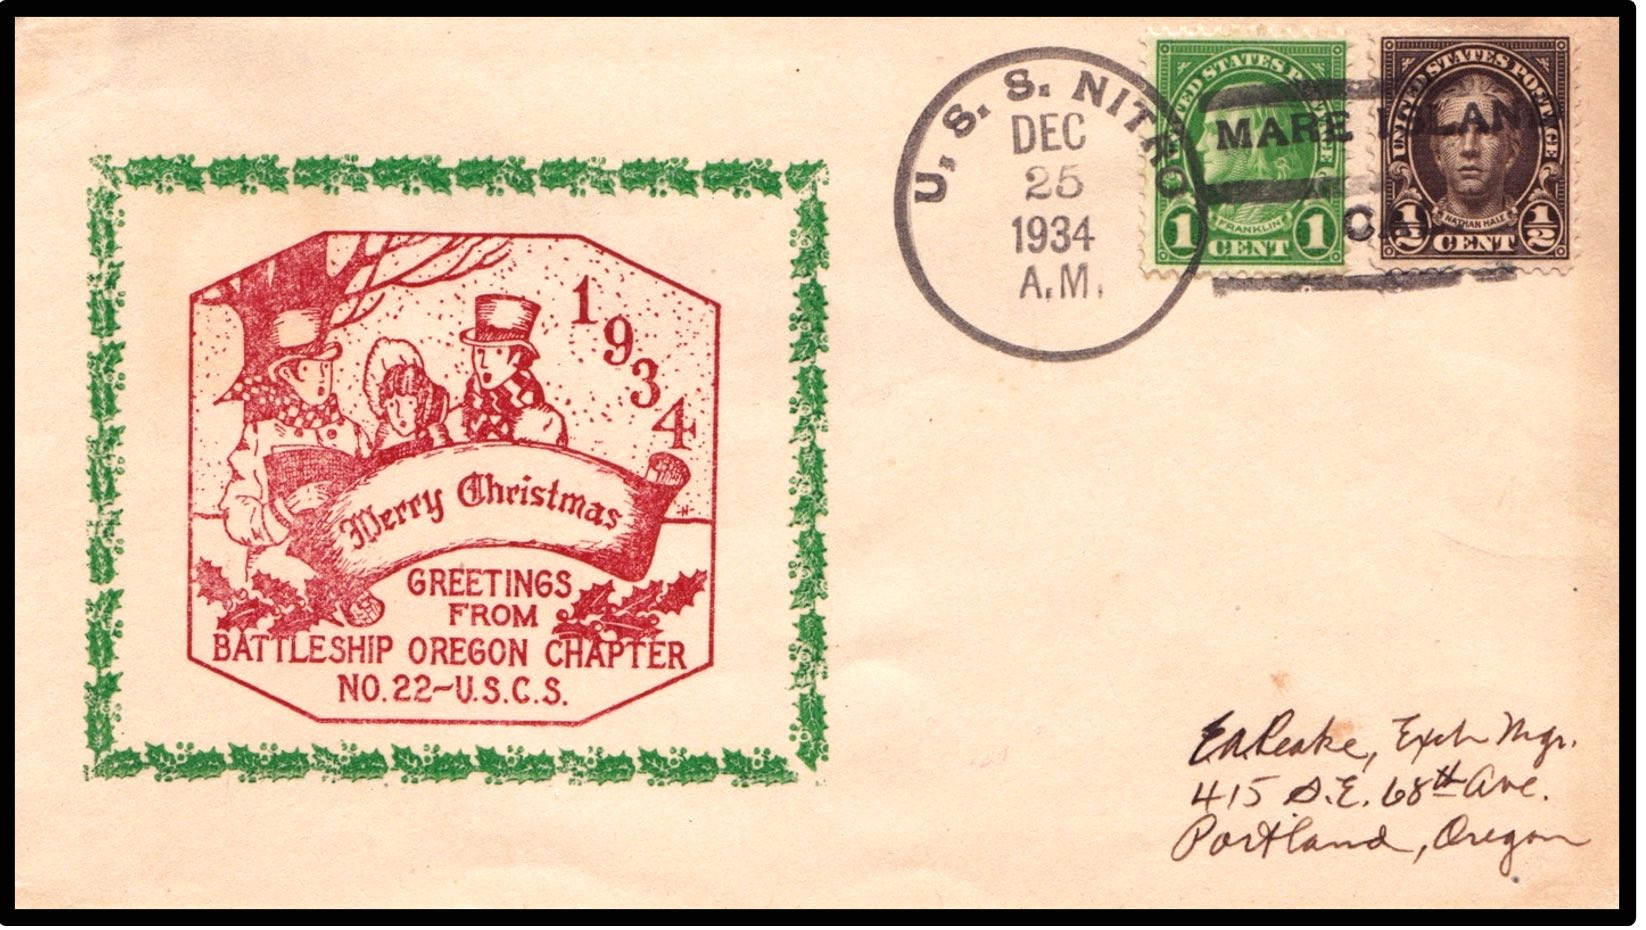 U.S.S. NITRO
DEC
25
1934
A.M.
MARE ISLAND
UNITED STATES POSTAGE
FRANKLIN
1 CENT 1
UNITED STATES POSTAGE
NATHAN HALE
1/2 CENT 1/2
1934
Merry Christmas
GREETINGS
FROM
BATTLESHIP OREGON CHAPTER
NO. 22~U.S.C.S.
Exch Mgr.
415 S.E. 68th Ave.
Portland, Oregon